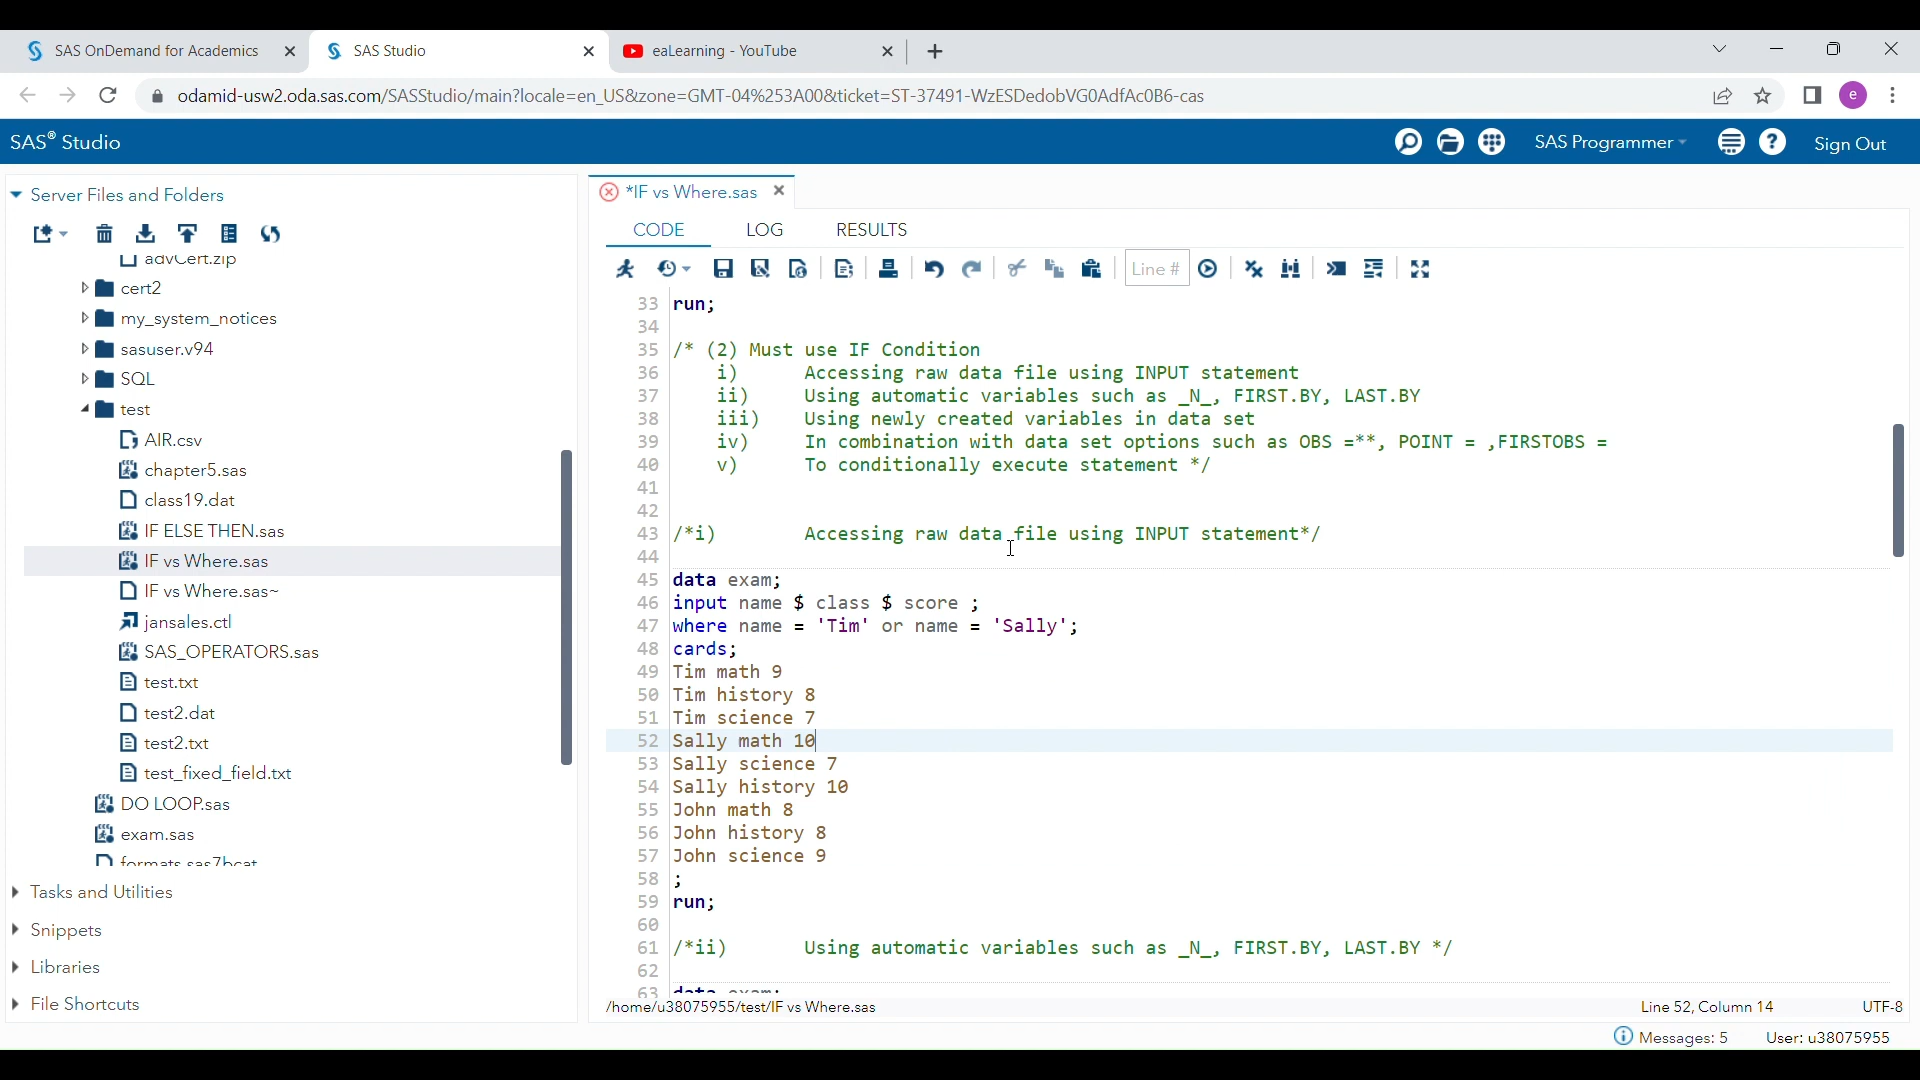 SAS OnDemand for Academics
SAS Studio
eaLearning - YouTube
odamid-usw2.oda.sas.com/SASStudio/main?locale=en_US&zone=GMT-04%253A00&ticket=ST-37491-WzESDedobVG0AdfAc0B6-cas
e
SAS® Studio
SAS Programmer
Sign Out
Server Files and Folders
advCert.zip
cert2
my_system_notices
sasuser.v94
SQL
test
AIR.csv
chapter5.sas
class19.dat
IF ELSE THEN.sas
IF vs Where.sas
IF vs Where.sas~
jansales.ctl
SAS_OPERATORS.sas
test.txt
test2.dat
test2.txt
test_fixed_field.txt
DO LOOP.sas
exam.sas
formats.sas7bcat
Tasks and Utilities
Snippets
Libraries
File Shortcuts
*IF vs Where.sas
CODE LOG RESULTS
Line #
33 run;
34
35 /* (2) Must use IF Condition
36 i) Accessing raw data file using INPUT statement
37 ii) Using automatic variables such as _N_, FIRST.BY, LAST.BY
38 iii) Using newly created variables in data set
39 iv) In combination with data set options such as OBS =**, POINT = ,FIRSTOBS =
40 v) To conditionally execute statement */
41
42
43 /*i) Accessing raw data file using INPUT statement*/
44
45 data exam;
46 input name $ class $ score ;
47 where name = 'Tim' or name = 'Sally';
48 cards;
49 Tim math 9
50 Tim history 8
51 Tim science 7
52 Sally math 10
53 Sally science 7
54 Sally history 10
55 John math 8
56 John history 8
57 John science 9
58 ;
59 run;
60
61 /*ii) Using automatic variables such as _N_, FIRST.BY, LAST.BY */
62
63 data exam;
/home/u38075955/test/IF vs Where.sas
Line 52, Column 14
UTF-8
Messages: 5
User: u38075955